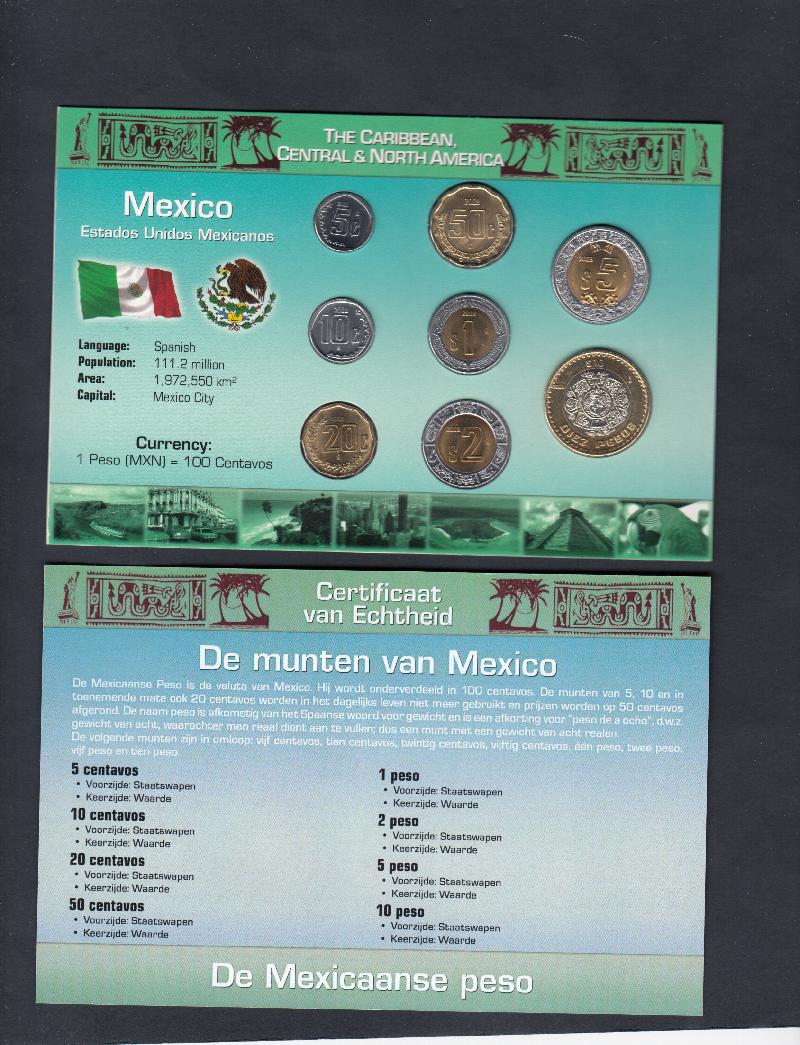 THE CARIBBEAN,
CENTRAL & NORTH AMERICA
Mexico
Estados Unidos Mexicanos
Language: Spanish
Population: 111.2 million
Area: 1,972,550 km²
Capital: Mexico City
Currency:
1 Peso (MXN) = 100 Centavos
5¢
50¢
$5
10¢
$1
$10
DIEZ PESOS
20¢
$2
Certificaat
van Echtheid
De munten van Mexico
De Mexicaanse Peso is de valuta van Mexico. Hij wordt onderverdeeld in 100 centavos. De munten van 5, 10 en in
toenemende mate ook 20 centavos worden in het dagelijks leven niet meer gebruikt en prijzen worden op 50 centavos
afgerond. De naam peso is afkomstig van het Spaanse woord voor gewicht en is een afkorting voor "peso de a ocho", d.w.z.
gewicht van acht, waarachter men reaal dient aan te vullen; dus een munt met een gewicht van acht realen.
De volgende munten zijn in omloop: vijf centavos, tien centavos, twintig centavos, vijftig centavos, één peso, twee peso,
vijf peso en tien peso.
5 centavos
• Voorzijde: Staatswapen
• Keerzijde: Waarde
10 centavos
• Voorzijde: Staatswapen
• Keerzijde: Waarde
20 centavos
• Voorzijde: Staatswapen
• Keerzijde: Waarde
50 centavos
• Voorzijde: Staatswapen
• Keerzijde: Waarde
1 peso
• Voorzijde: Staatswapen
• Keerzijde: Waarde
2 peso
• Voorzijde: Staatswapen
• Keerzijde: Waarde
5 peso
• Voorzijde: Staatswapen
• Keerzijde: Waarde
10 peso
• Voorzijde: Staatswapen
• Keerzijde: Waarde
De Mexicaanse peso